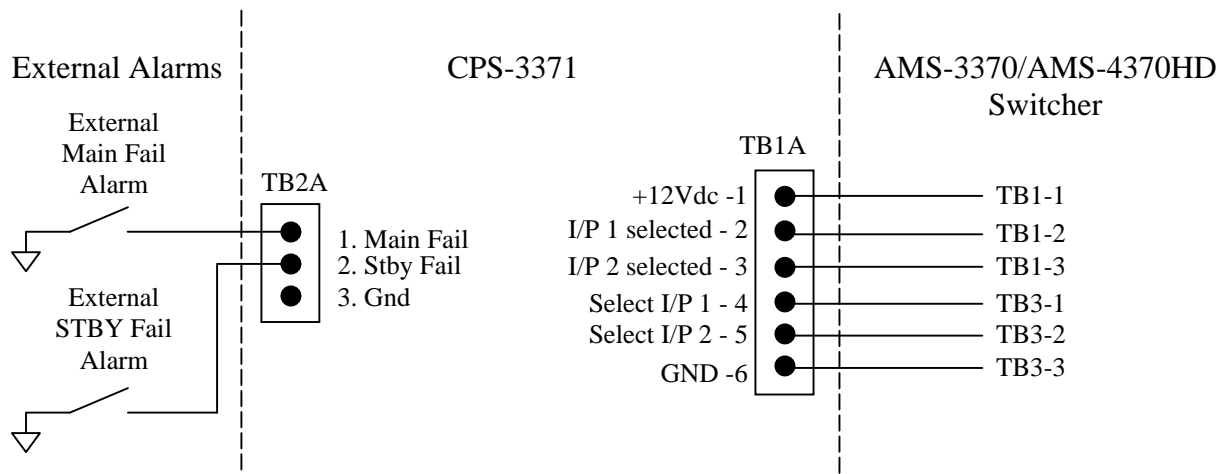 External Alarms
External
Main Fail
Alarm
External
STBY Fail
Alarm
CPS-3371
TB2A
1. Main Fail
2. Stby Fail
3. Gnd
TB1A
+12Vdc -1
I/P 1 selected - 2
I/P 2 selected - 3
Select I/P 1 - 4
Select I/P 2 - 5
GND -6
AMS-3370/AMS-4370HD
Switcher
TB1-1
TB1-2
TB1-3
TB3-1
TB3-2
TB3-3